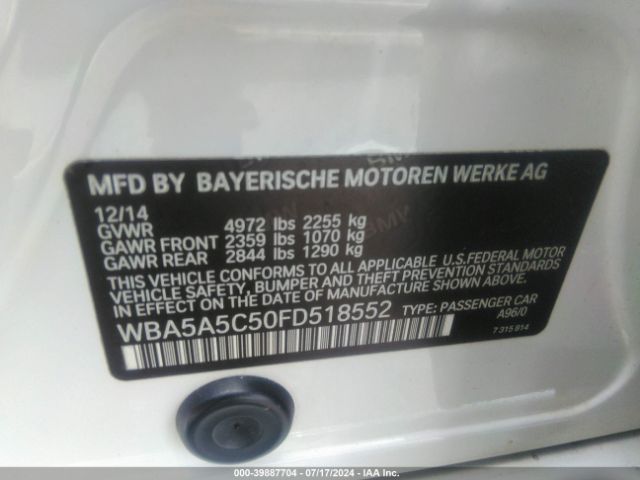 MFD BY BAYERISCHE MOTOREN WERKE AG
12/14
GVWR 4972 lbs 2255 kg
GAWR FRONT 2359 lbs 1070 kg
GAWR REAR 2844 lbs 1290 kg
THIS VEHICLE CONFORMS TO ALL APPLICABLE U.S.FEDERAL MOTOR
VEHICLE SAFETY, BUMPER, AND THEFT PREVENTION STANDARDS
IN EFFECT ON THE DATE OF MANUFACTURE SHOWN ABOVE.
WBA5A5C50FD518552 TYPE: PASSENGER CAR
A96/0
7 315 814
000-39887704 - 07/17/2024 - IAA Inc.